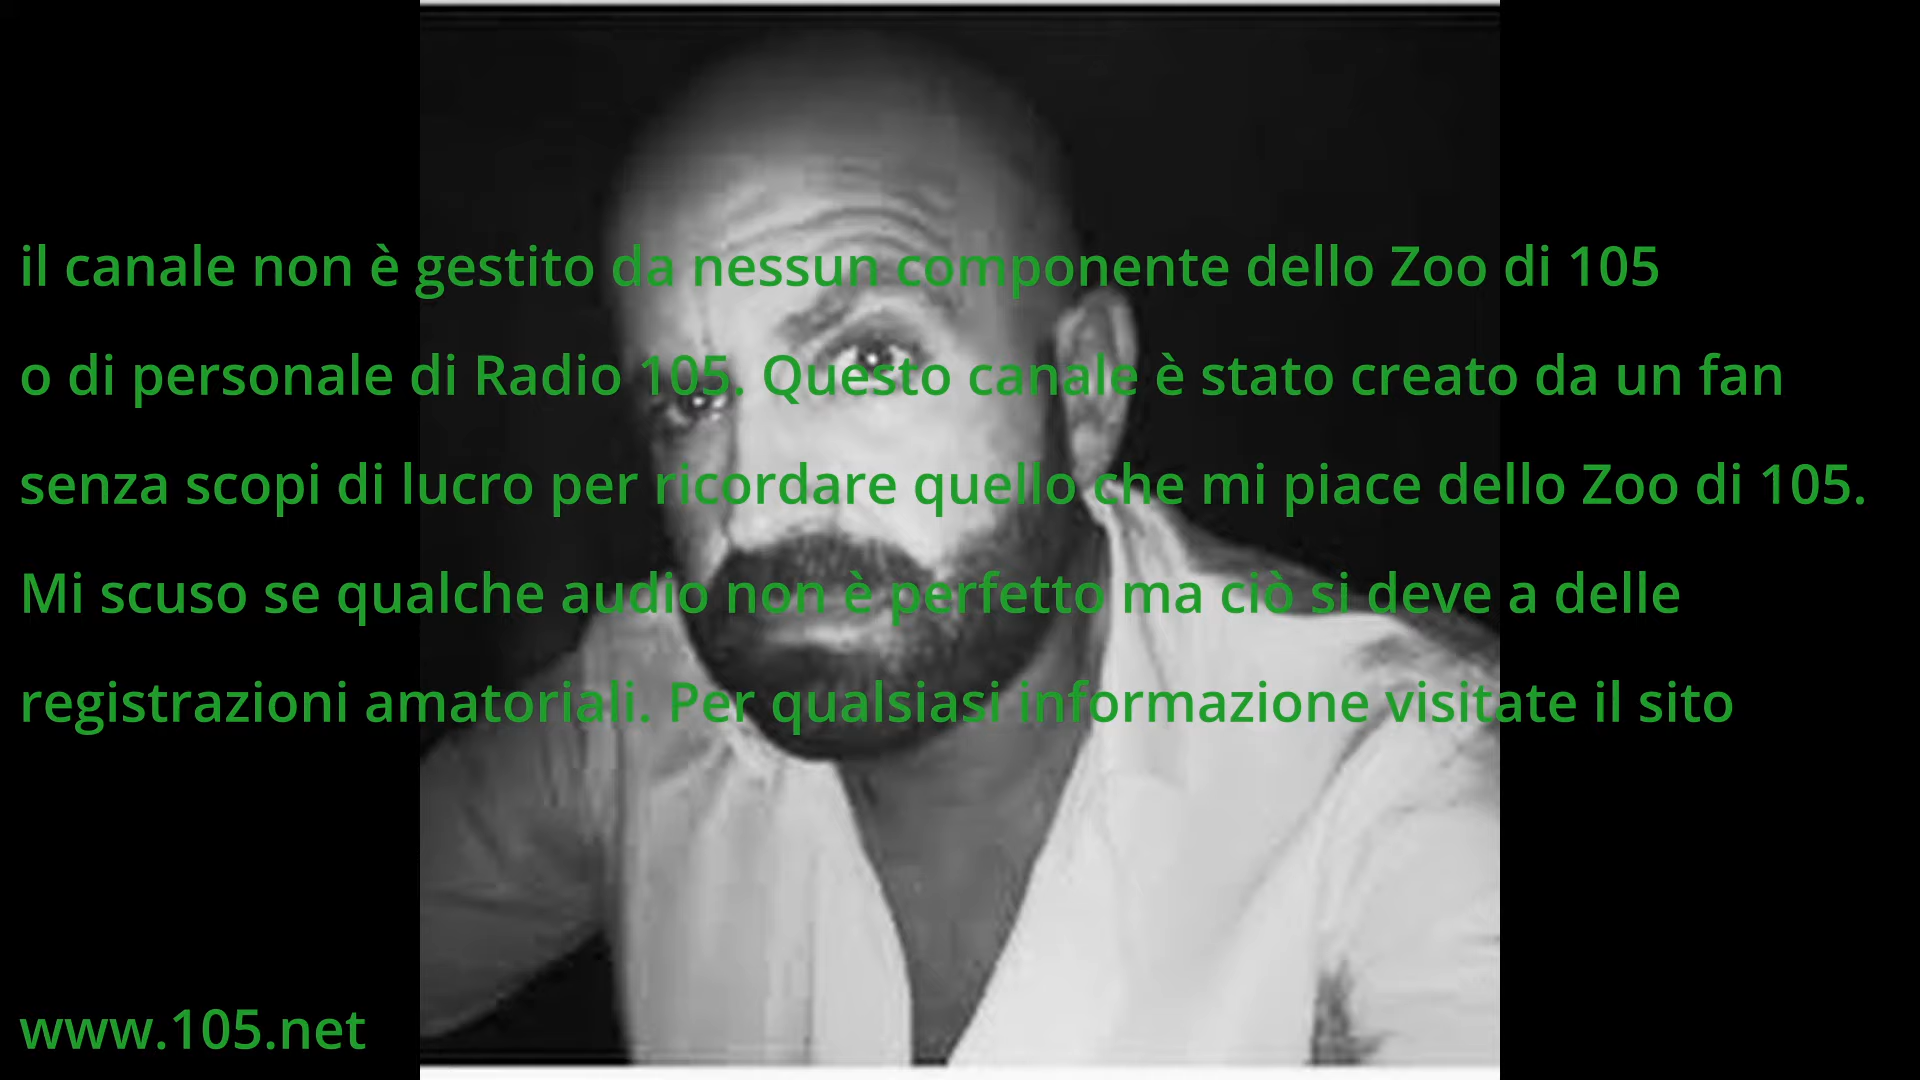 il canale non è gestito da nessun componente dello Zoo di 105
o di personale di Radio 105. Questo canale è stato creato da un fan
senza scopi di lucro per ricordare quello che mi piace dello Zoo di 105.
Mi scuso se qualche audio non è perfetto ma ciò si deve a delle
registrazioni amatoriali. Per qualsiasi informazione visitate il sito
www.105.net